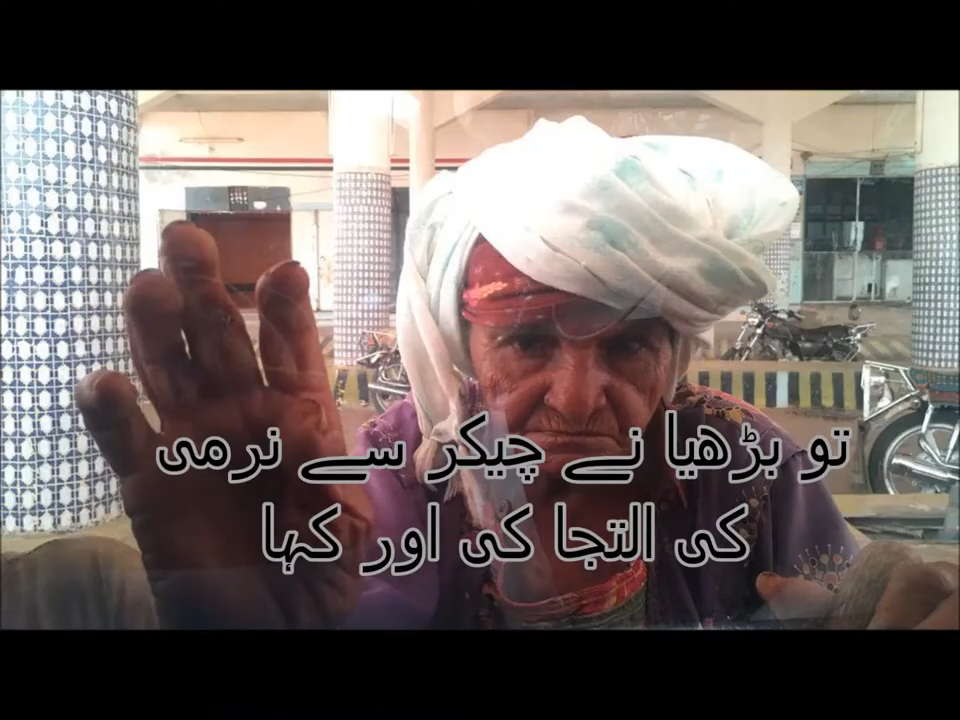 تو بڑھیا نے چیکر سے نرمی
کی التجا کی اور کہا